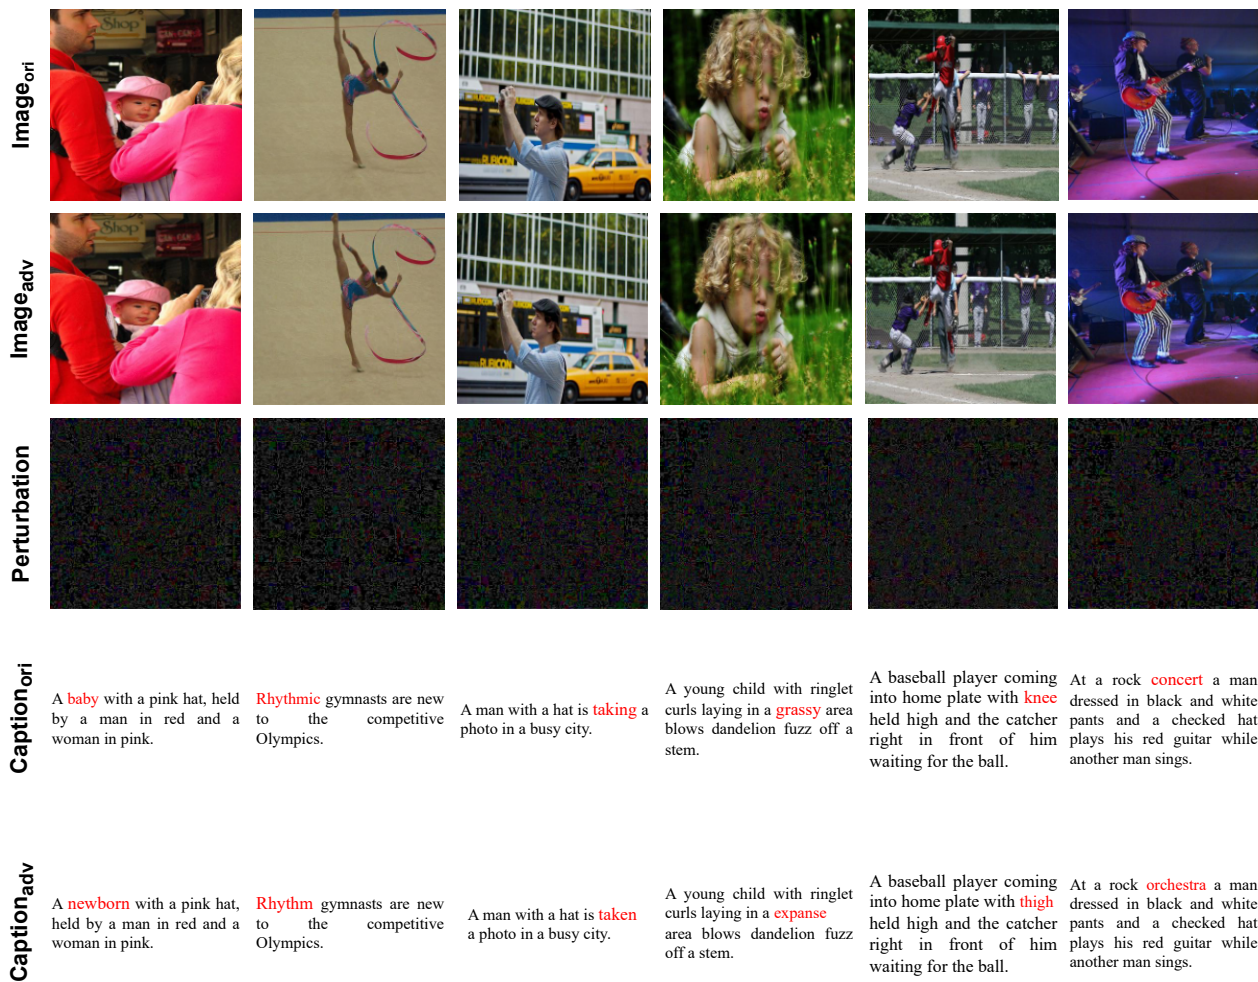 Image_ori
Shop
RUBICON
Image_adv
Shop
RUBICON
Perturbation
Caption_ori
A baby with a pink hat, held
by a man in red and a
woman in pink.
Rhythmic gymnasts are new
to the competitive
Olympics.
A man with a hat is taking a
photo in a busy city.
A young child with ringlet
curls laying in a grassy area
blows dandelion fuzz off a
stem.
A baseball player coming
into home plate with knee
held high and the catcher
right in front of him
waiting for the ball.
At a rock concert a man
dressed in black and white
pants and a checked hat
plays his red guitar while
another man sings.
Caption_adv
A newborn with a pink hat,
held by a man in red and a
woman in pink.
Rhythm gymnasts are new
to the competitive
Olympics.
A man with a hat is taken
a photo in a busy city.
A young child with ringlet
curls laying in a expanse
area blows dandelion fuzz
off a stem.
A baseball player coming
into home plate with thigh
held high and the catcher
right in front of him
waiting for the ball.
At a rock orchestra a man
dressed in black and white
pants and a checked hat
plays his red guitar while
another man sings.